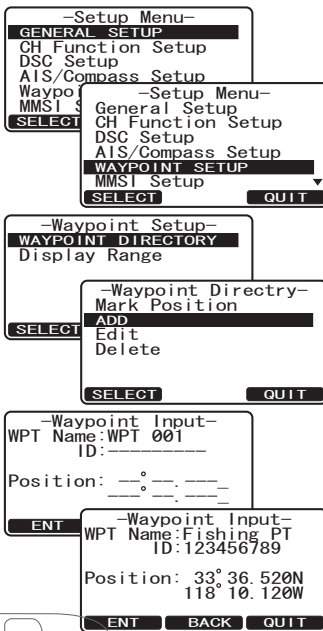 –Setup Menu–
GENERAL SETUP
CH Function Setup
DSC Setup
AIS/Compass Setup
MMSI
SELECT
–Setup Menu–
General Setup
CH Function Setup
DSC Setup
AIS/Compass Setup
WAYPOINT SETUP
MMSI Setup
SELECT QUIT
–Waypoint Setup–
WAYPOINT DIRECTORY
Display Range
SELECT
–Waypoint Directry–
Mark Position
ADD
Edit
Delete
SELECT QUIT
–Waypoint Input–
WPT Name:WPT 001
ID:---------
Position: --°--.---_
---°--.---_
ENT
–Waypoint Input–
WPT Name:Fishing PT
ID:123456789
Position: 33°36.520N
118°10.120W
ENT BACK QUIT